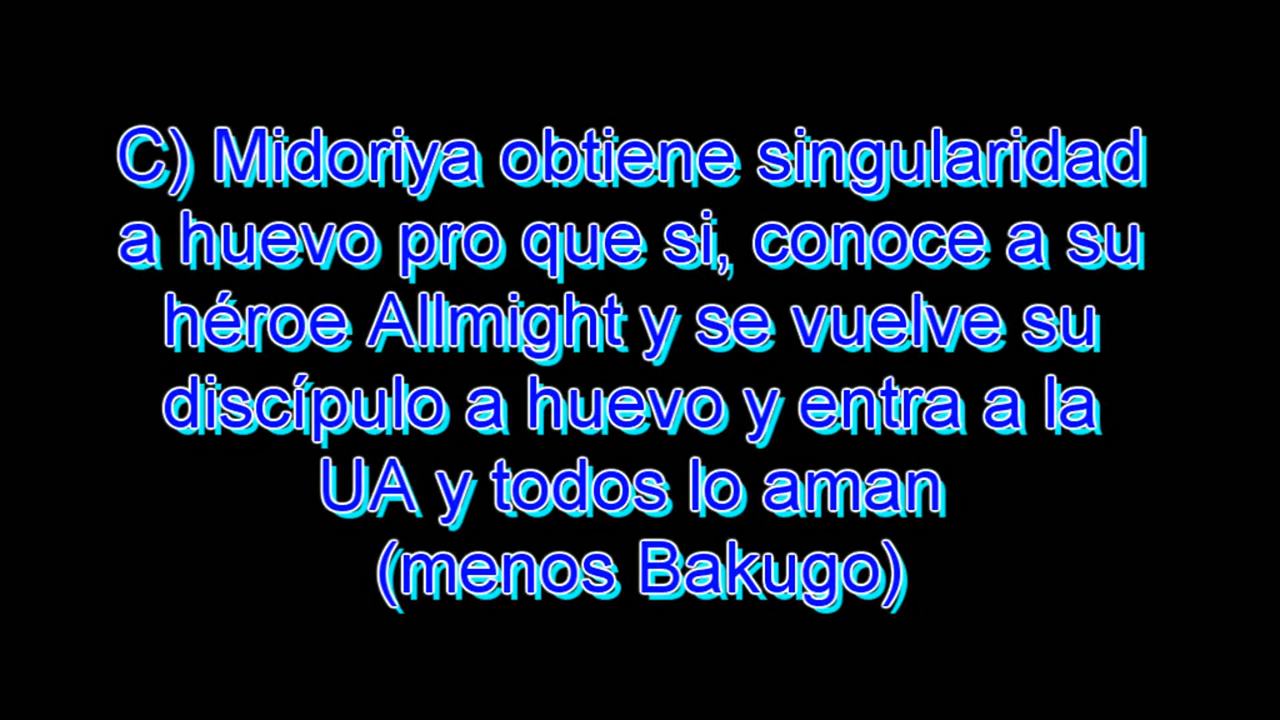 C) Midoriya obtiene singularidad
a huevo pro que si, conoce a su
héroe Allmight y se vuelve su
discípulo a huevo y entra a la
UA y todos lo aman
(menos Bakugo)